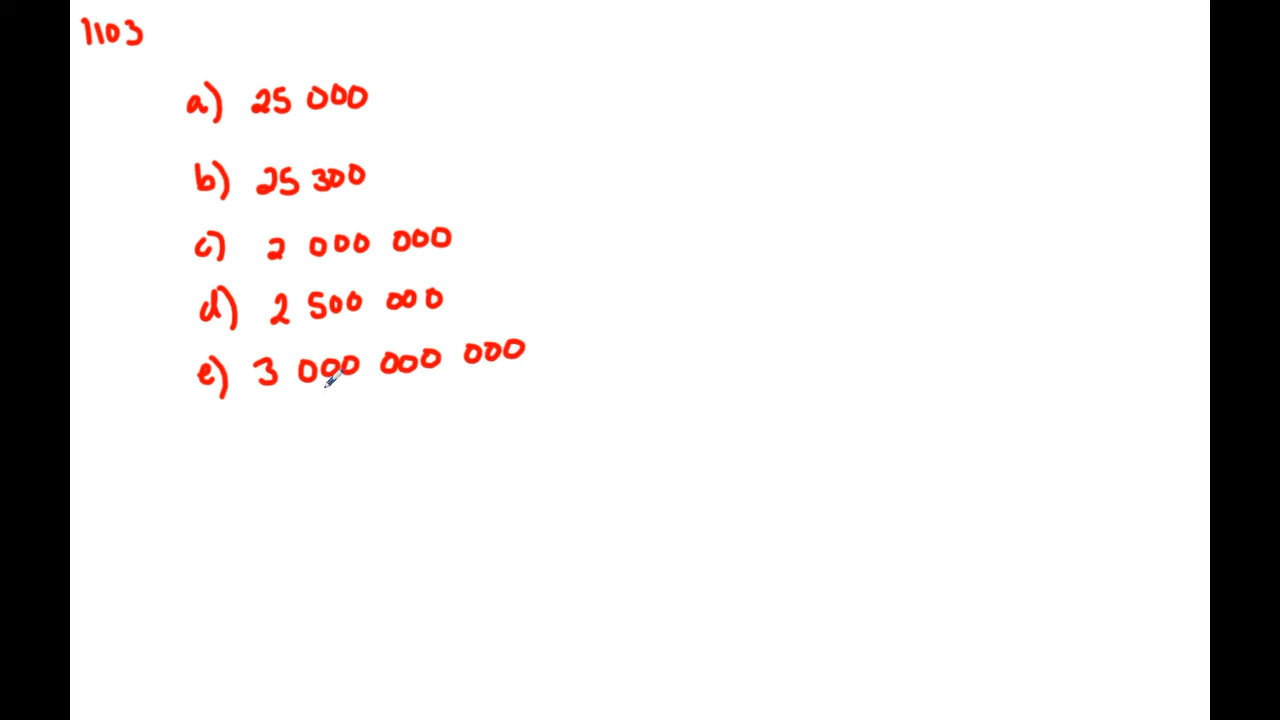 1103
a) 25 000
b) 25 300
c) 2 000 000
d) 2 500 000
e) 3 000 000 000